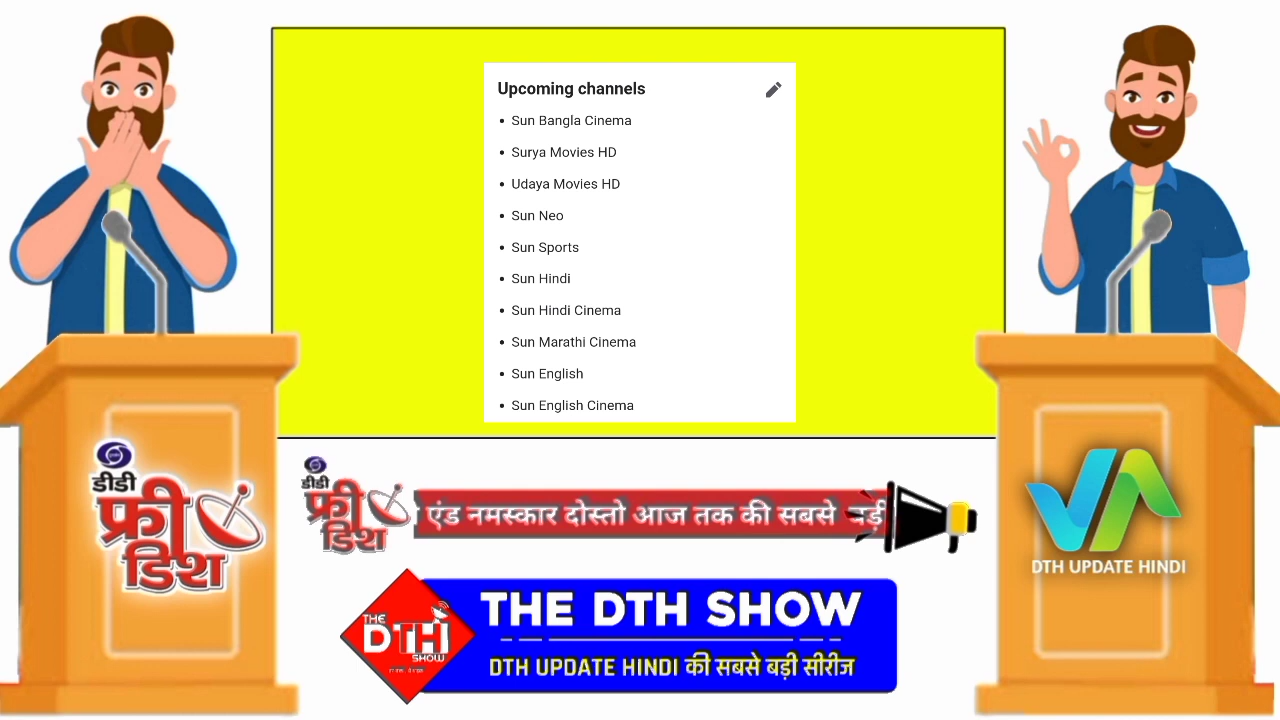 Upcoming channels
• Sun Bangla Cinema
• Surya Movies HD
• Udaya Movies HD
• Sun Neo
• Sun Sports
• Sun Hindi
• Sun Hindi Cinema
• Sun Marathi Cinema
• Sun English
• Sun English Cinema
डीडी
फ्री
डिश
डीडी
फ्री
डिश
एंड नमस्कार दोस्तो आज तक की सबसे
DTH UPDATE HINDI
THE
DTH
SHOW
THE DTH SHOW
DTH UPDATE HINDI की सबसे बड़ी सीरीज